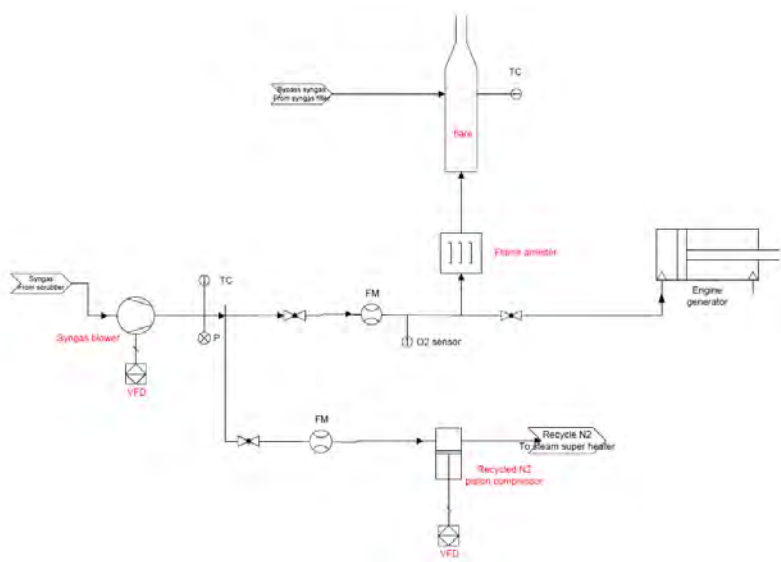 TC
Bypass syngas
From syngas filter
flare
Flame arrester
Syngas
From scrubber
TC
FM
Engine
generator
Syngas blower
P
O2 sensor
VFD
FM
Recycle N2
To steam super heater
Recycled N2
piston compressor
VFD